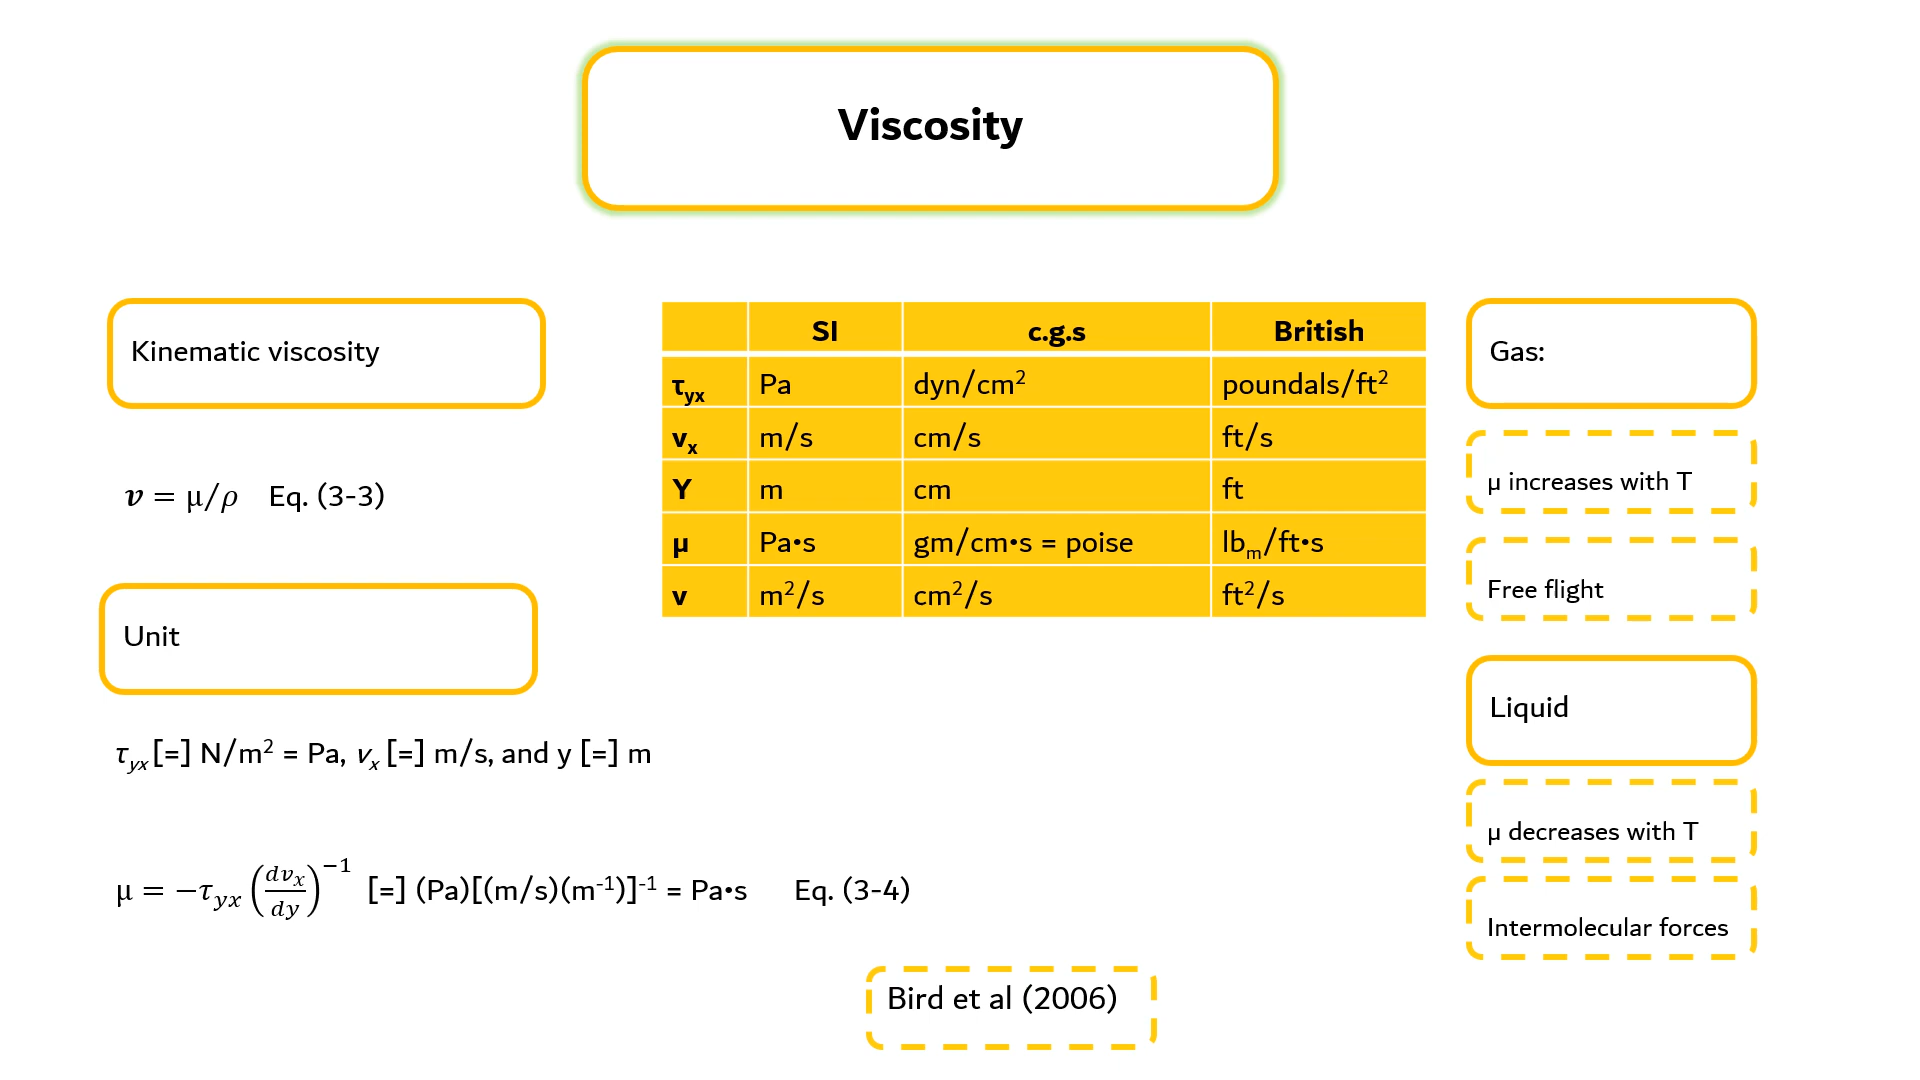 Viscosity
Kinematic viscosity
𝒗 = μ/ρ Eq. (3-3)
Unit
τyx [=] N/m² = Pa, vx [=] m/s, and y [=] m
μ = −τyx (dvx/dy)⁻¹ [=] (Pa)[(m/s)(m⁻¹)]⁻¹ = Pa•s Eq. (3-4)
SI c.g.s British
τyx Pa dyn/cm² poundals/ft²
vx m/s cm/s ft/s
Y m cm ft
μ Pa•s gm/cm•s = poise lbm/ft•s
v m²/s cm²/s ft²/s
Gas:
μ increases with T
Free flight
Liquid
μ decreases with T
Intermolecular forces
Bird et al (2006)